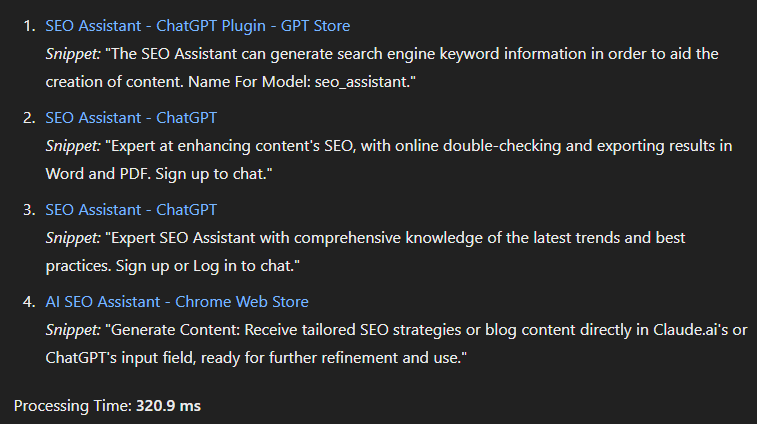 1. SEO Assistant - ChatGPT Plugin - GPT Store
Snippet: "The SEO Assistant can generate search engine keyword information in order to aid the
creation of content. Name For Model: seo_assistant."
2. SEO Assistant - ChatGPT
Snippet: "Expert at enhancing content's SEO, with online double-checking and exporting results in
Word and PDF. Sign up to chat."
3. SEO Assistant - ChatGPT
Snippet: "Expert SEO Assistant with comprehensive knowledge of the latest trends and best
practices. Sign up or Log in to chat."
4. AI SEO Assistant - Chrome Web Store
Snippet: "Generate Content: Receive tailored SEO strategies or blog content directly in Claude.ai's or
ChatGPT's input field, ready for further refinement and use."
Processing Time: 320.9 ms